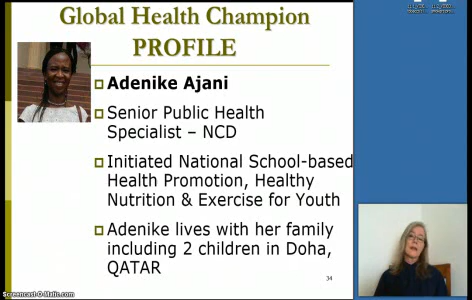 Global Health Champion
PROFILE
Adenike Ajani
Senior Public Health
Specialist – NCD
Initiated National School-based
Health Promotion, Healthy
Nutrition & Exercise for Youth
Adenike lives with her family
including 2 children in Doha,
QATAR
34
Screencast-O-Matic.com